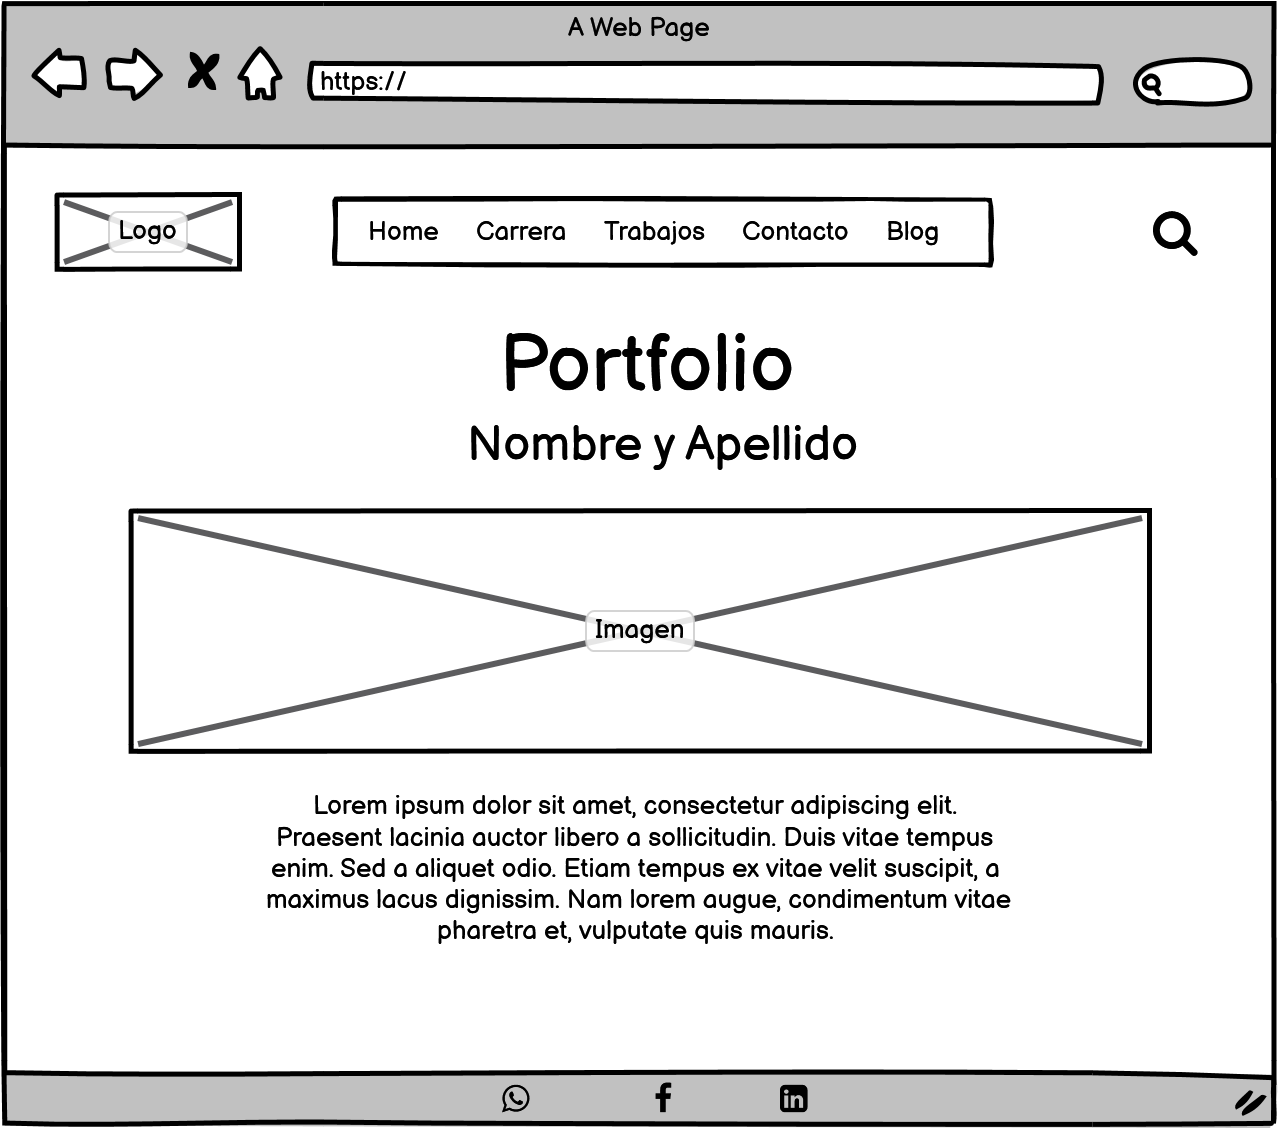 A Web Page
https://
Logo
Home Carrera Trabajos Contacto Blog
Portfolio
Nombre y Apellido
Imagen
Lorem ipsum dolor sit amet, consectetur adipiscing elit.
Praesent lacinia auctor libero a sollicitudin. Duis vitae tempus
enim. Sed a aliquet odio. Etiam tempus ex vitae velit suscipit, a
maximus lacus dignissim. Nam lorem augue, condimentum vitae
pharetra et, vulputate quis mauris.